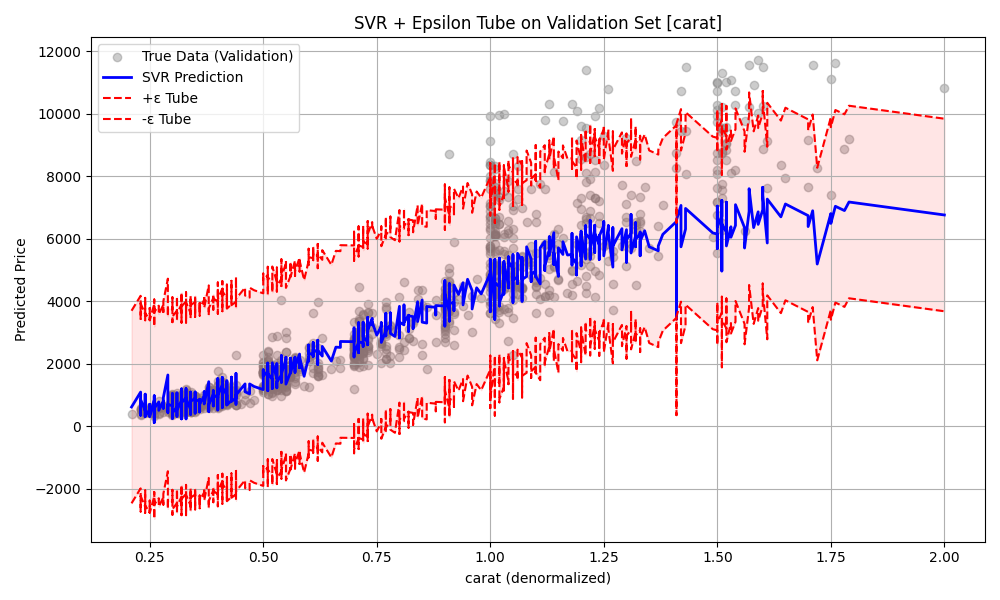 SVR + Epsilon Tube on Validation Set [carat]
True Data (Validation)
SVR Prediction
+ε Tube
-ε Tube
12000
10000
8000
6000
4000
2000
0
−2000
Predicted Price
0.25 0.50 0.75 1.00 1.25 1.50 1.75 2.00
carat (denormalized)